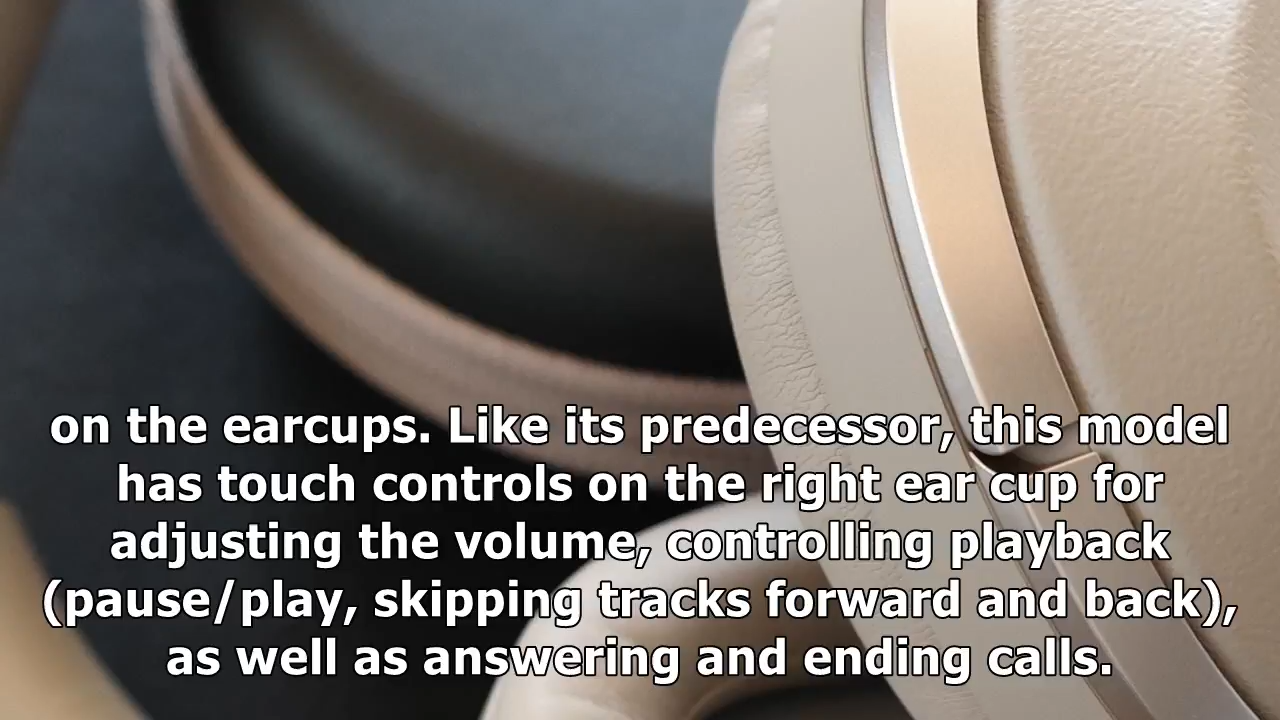 on the earcups. Like its predecessor, this model
has touch controls on the right ear cup for
adjusting the volume, controlling playback
(pause/play, skipping tracks forward and back),
as well as answering and ending calls.